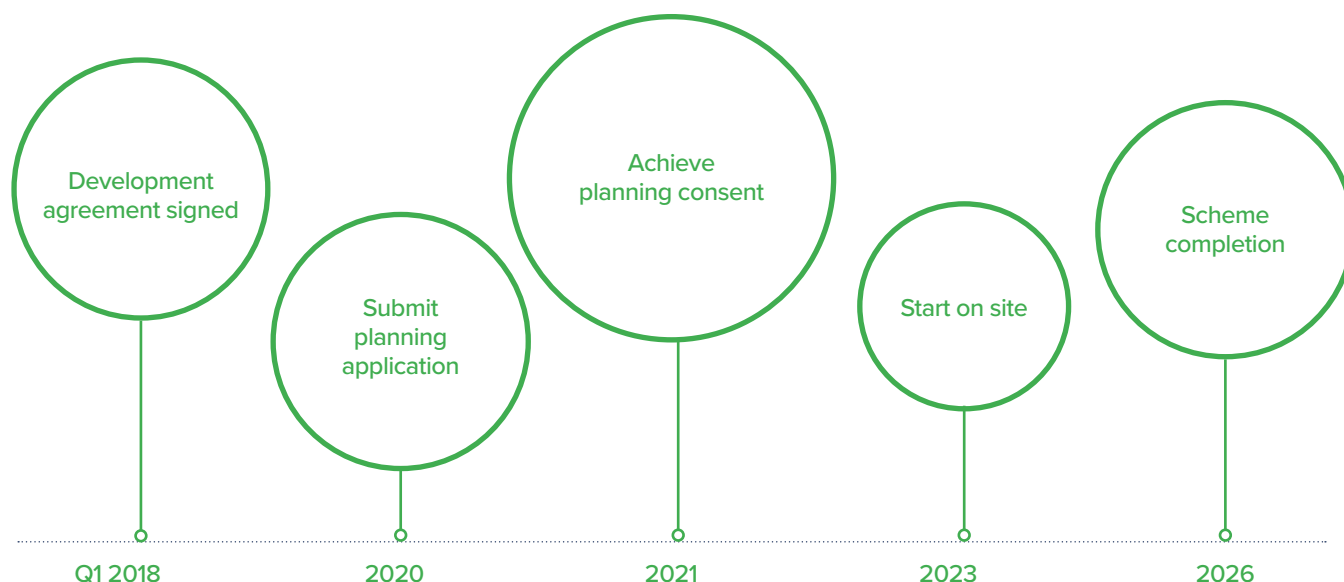 Development
agreement signed
Submit
planning
application
Achieve
planning consent
Start on site
Scheme
completion
Q1 2018
2020
2021
2023
2026